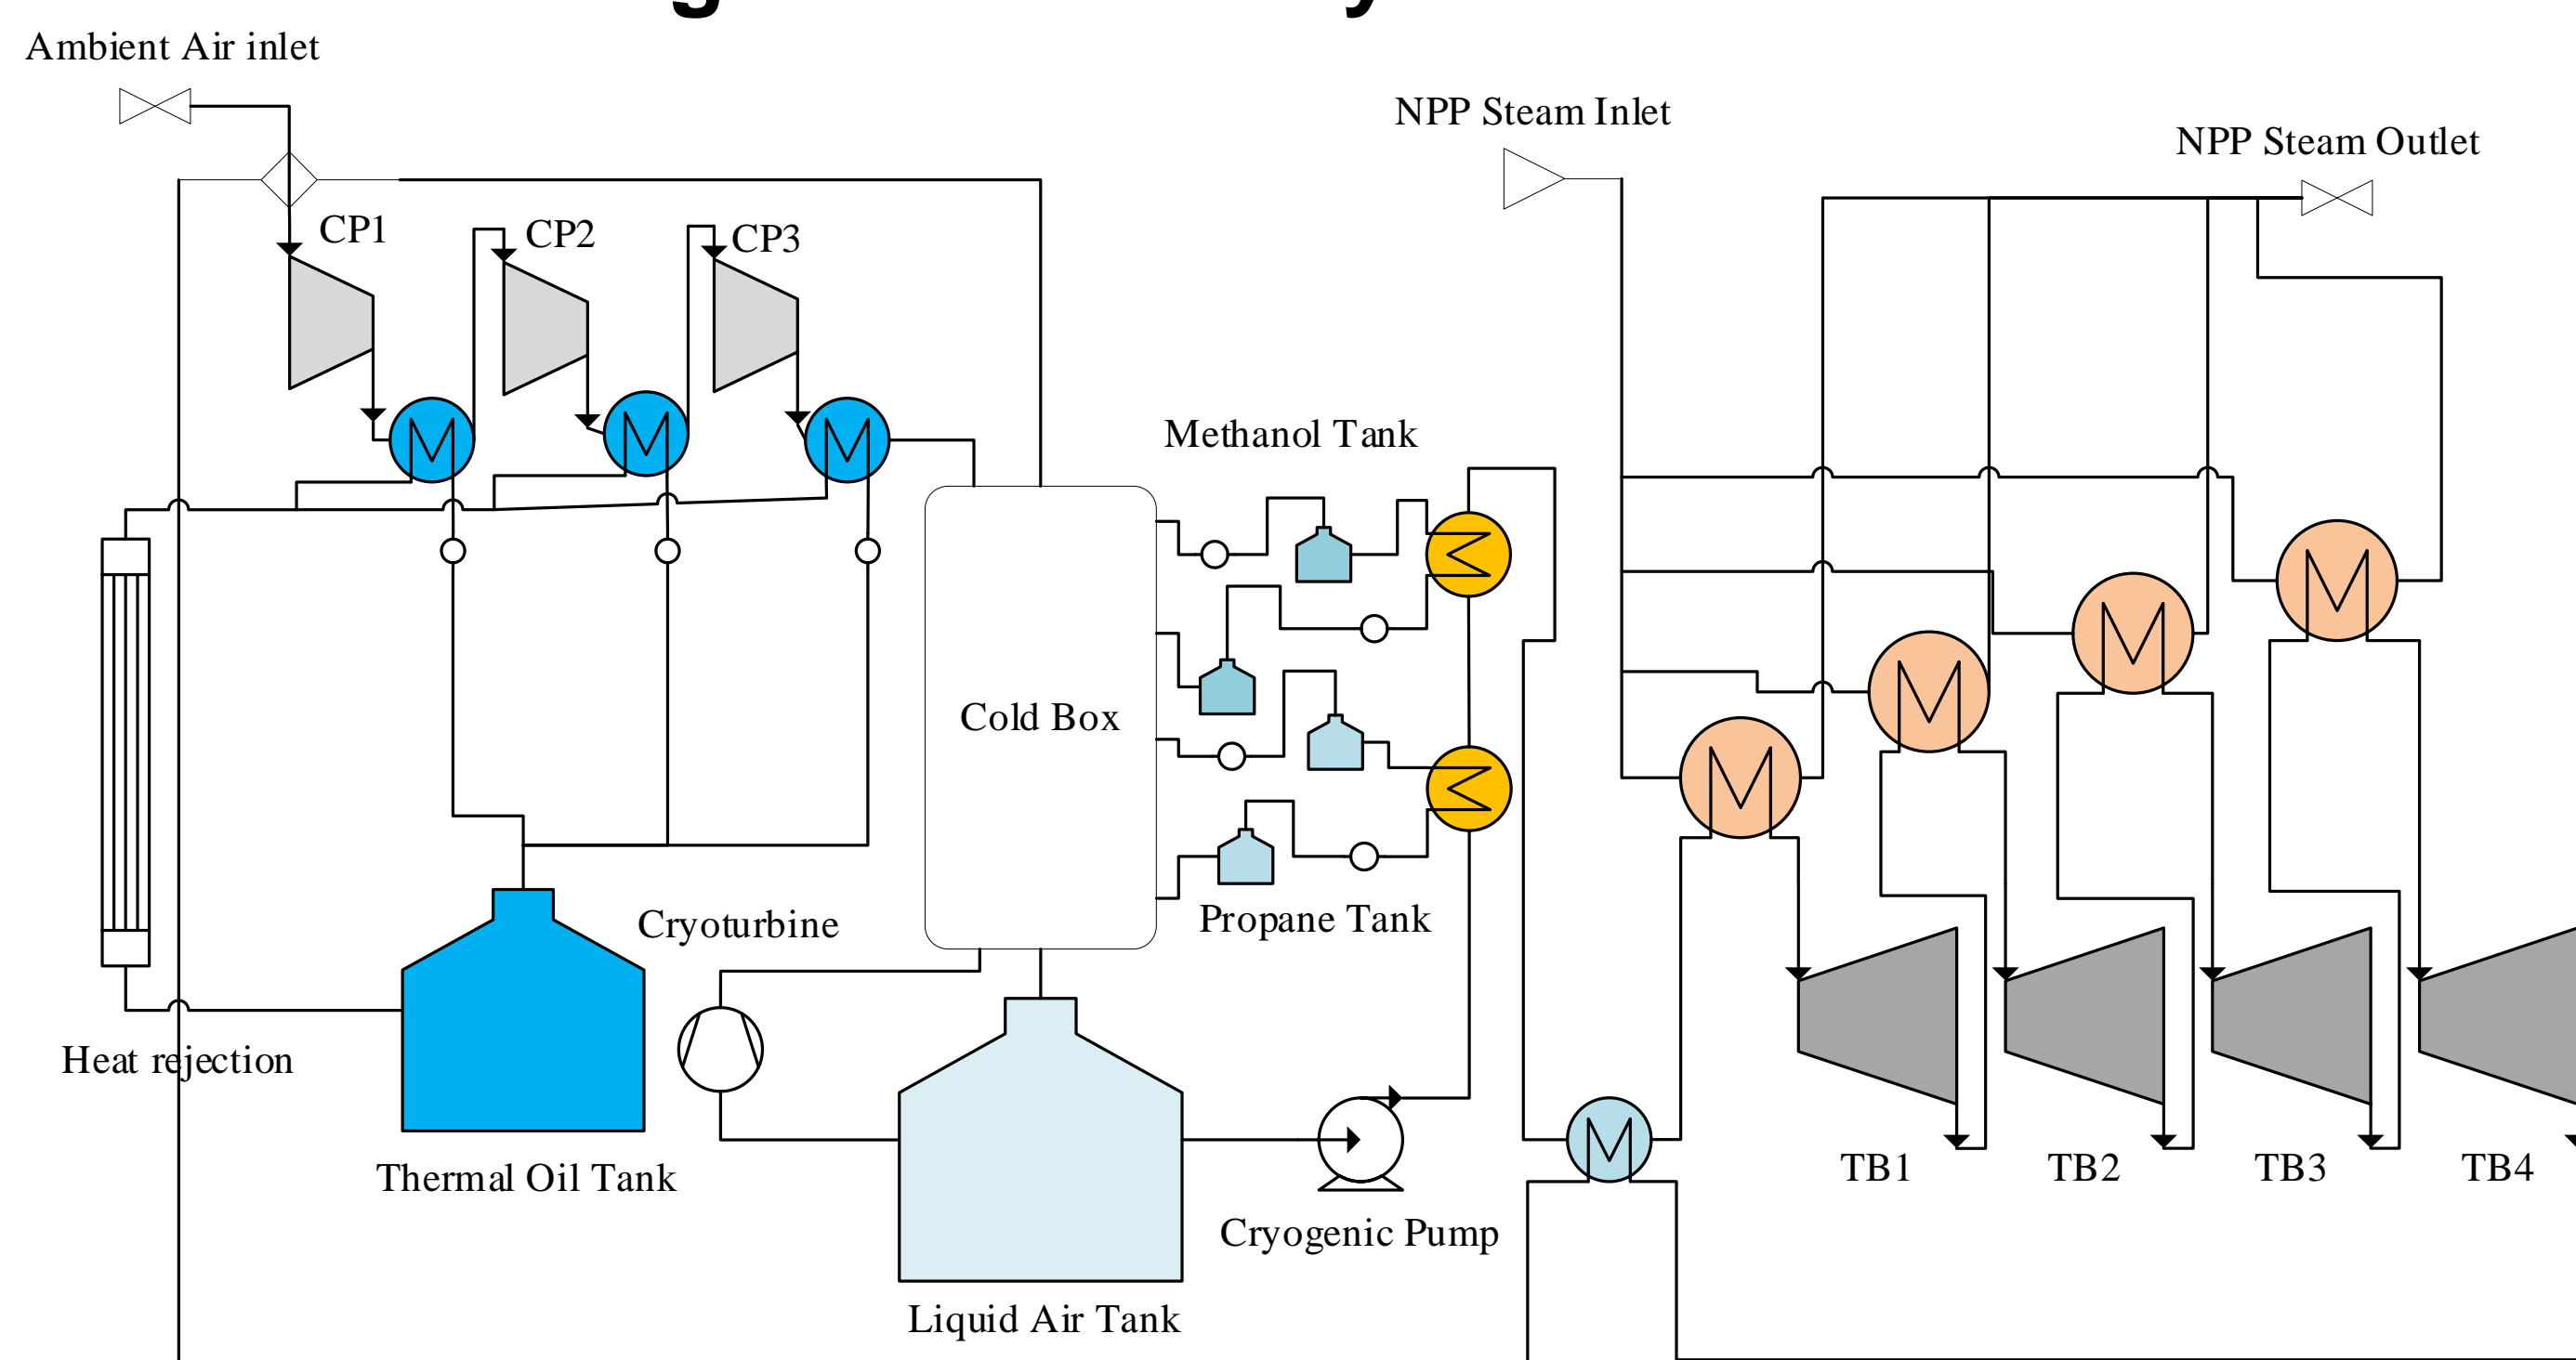 Ambient Air inlet
NPP Steam Inlet
NPP Steam Outlet
CP1
CP2
CP3
Methanol Tank
Cold Box
Propane Tank
Cryoturbine
Heat rejection
Thermal Oil Tank
TB1
TB2
TB3
TB4
Cryogenic Pump
Liquid Air Tank